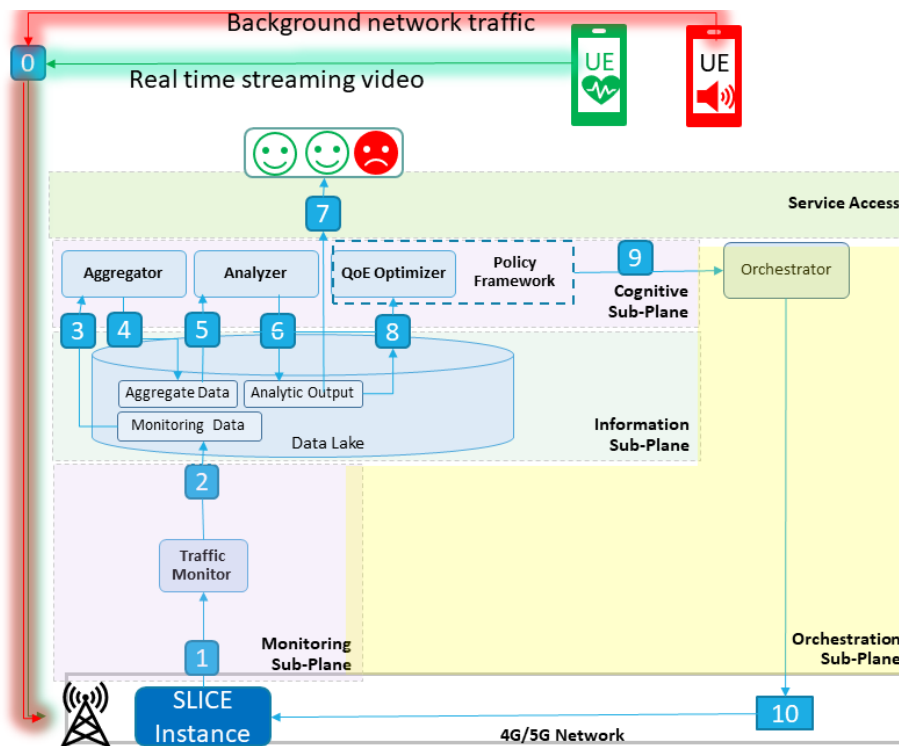 Background network traffic
0
Real time streaming video
UE
UE
7
Service Access
Aggregator
Analyzer
QoE Optimizer
Policy
Framework
9
Orchestrator
Cognitive
Sub-Plane
3
4
5
6
8
Aggregate Data
Analytic Output
Monitoring Data
Data Lake
Information
Sub-Plane
2
Traffic
Monitor
1
Monitoring
Sub-Plane
Orchestration
Sub-Plane
SLICE
Instance
10
4G/5G Network